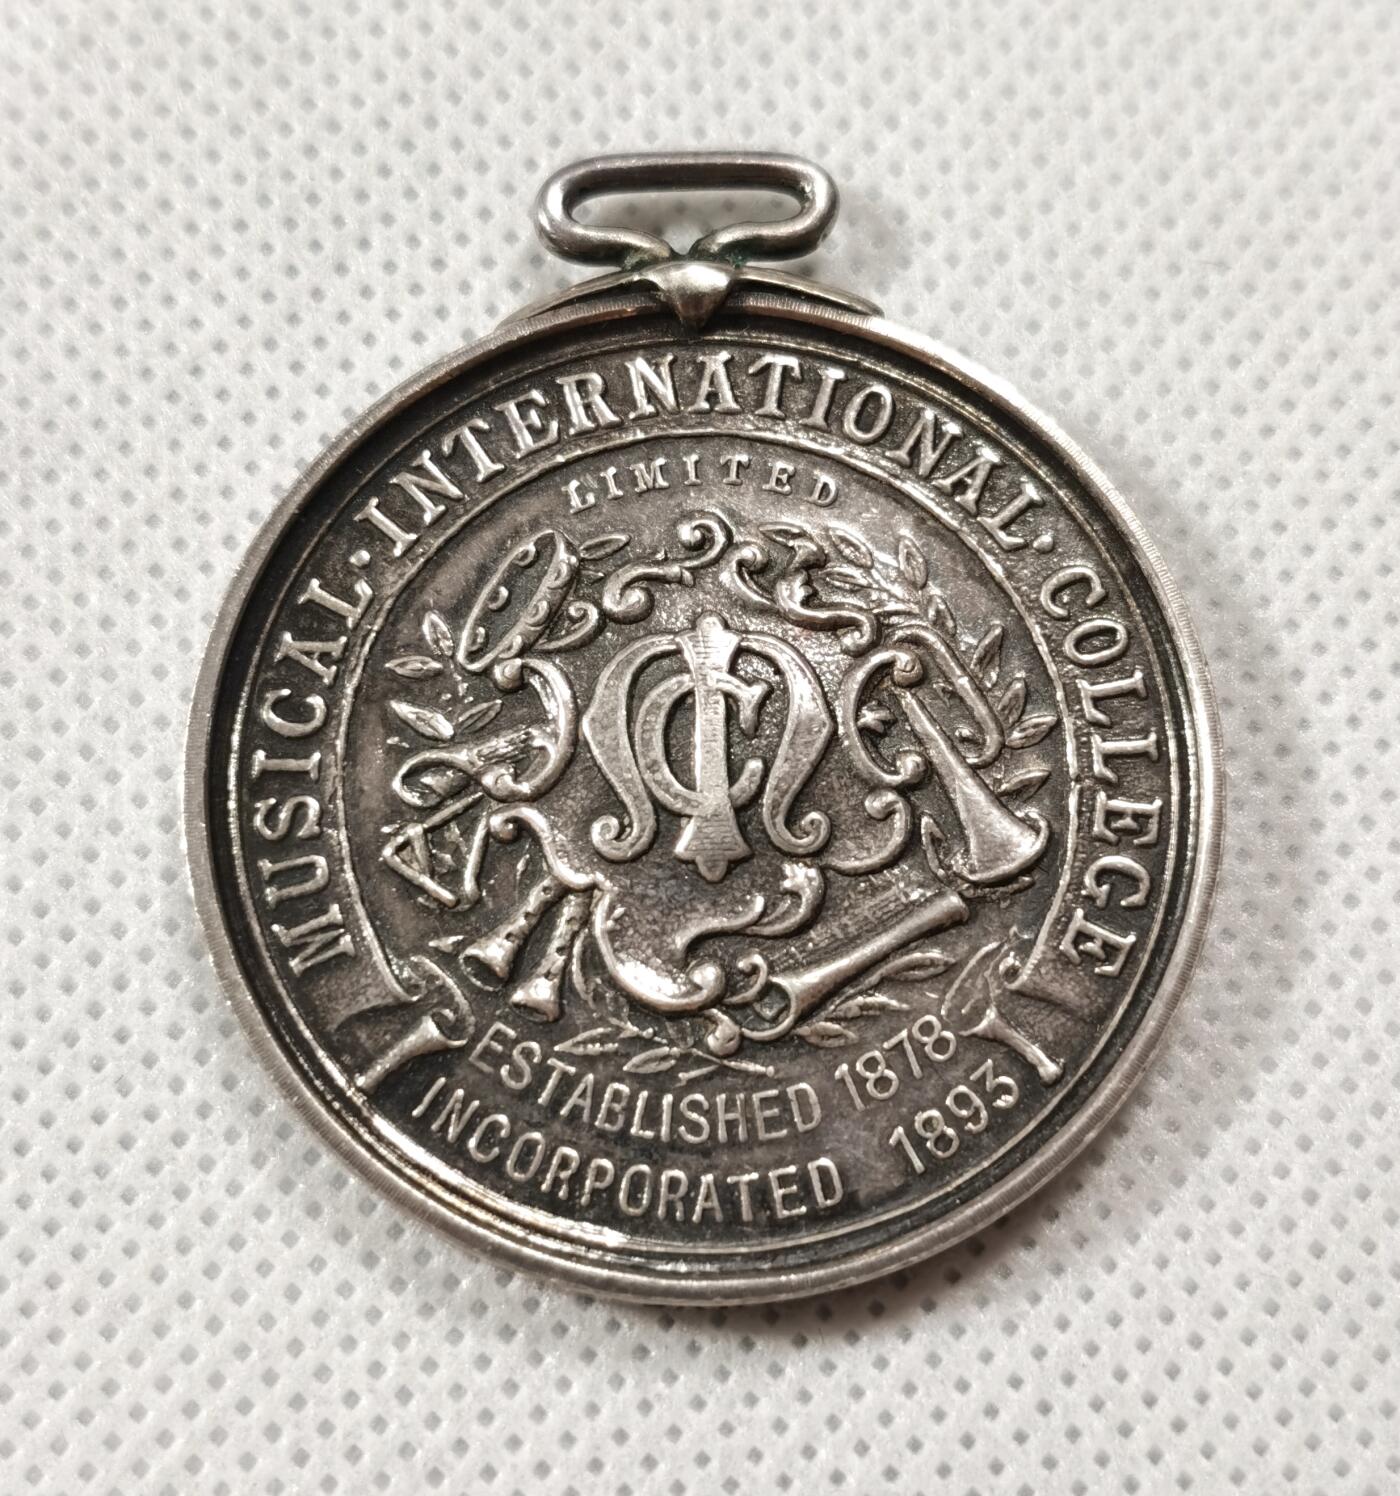 MUSICAL · INTERNATIONAL · COLLEGE
LIMITED
MIC
ESTABLISHED 1878
INCORPORATED 1893